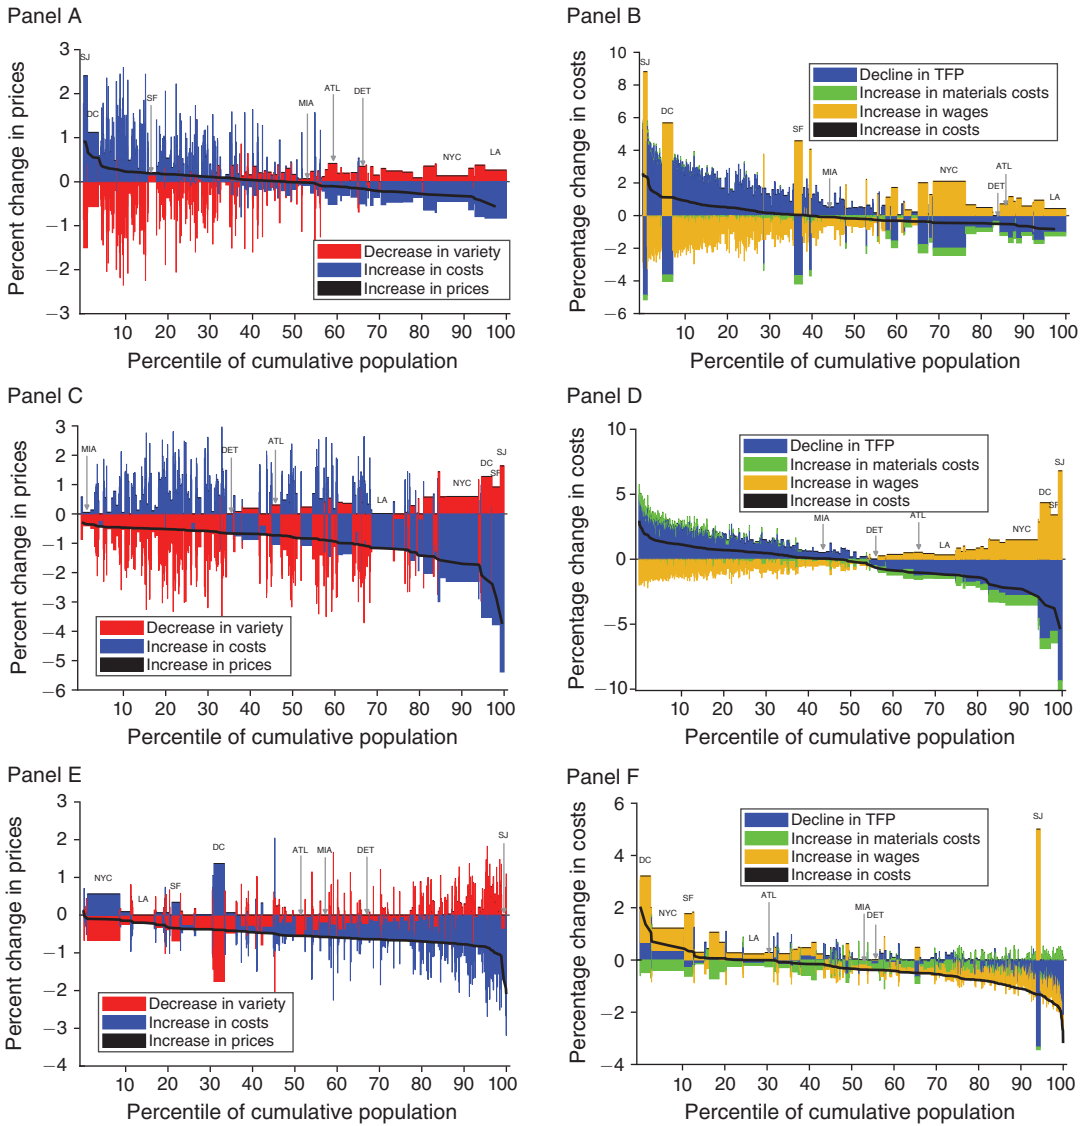 Panel A
Percent change in prices
3
2
1
0
−1
−2
−3
SJ
DC
SF
MIA
ATL
DET
NYC
LA
Decrease in variety
Increase in costs
Increase in prices
10 20 30 40 50 60 70 80 90 100
Percentile of cumulative population
Panel B
Percentage change in costs
10
8
6
4
2
0
−2
−4
−6
SJ
DC
SF
MIA
NYC
DET
ATL
LA
Decline in TFP
Increase in materials costs
Increase in wages
Increase in costs
10 20 30 40 50 60 70 80 90 100
Percentile of cumulative population
Panel C
Percent change in prices
3
2
1
0
−1
−2
−3
−4
−5
−6
MIA
DET
ATL
LA
NYC
DC
SF
SJ
Decrease in variety
Increase in costs
Increase in prices
10 20 30 40 50 60 70 80 90 100
Percentile of cumulative population
Panel D
Percentage change in costs
10
5
0
−5
−10
MIA
DET
ATL
LA
NYC
DC
SF
SJ
Decline in TFP
Increase in materials costs
Increase in wages
Increase in costs
10 20 30 40 50 60 70 80 90 100
Percentile of cumulative population
Panel E
Percent change in prices
3
2
1
0
−1
−2
−3
−4
NYC
LA
SF
DC
ATL
MIA
DET
SJ
Decrease in variety
Increase in costs
Increase in prices
10 20 30 40 50 60 70 80 90 100
Percentile of cumulative population
Panel F
Percentage change in costs
6
4
2
0
−2
−4
DC
NYC
SF
LA
ATL
MIA
DET
SJ
Decline in TFP
Increase in materials costs
Increase in wages
Increase in costs
10 20 30 40 50 60 70 80 90 100
Percentile of cumulative population